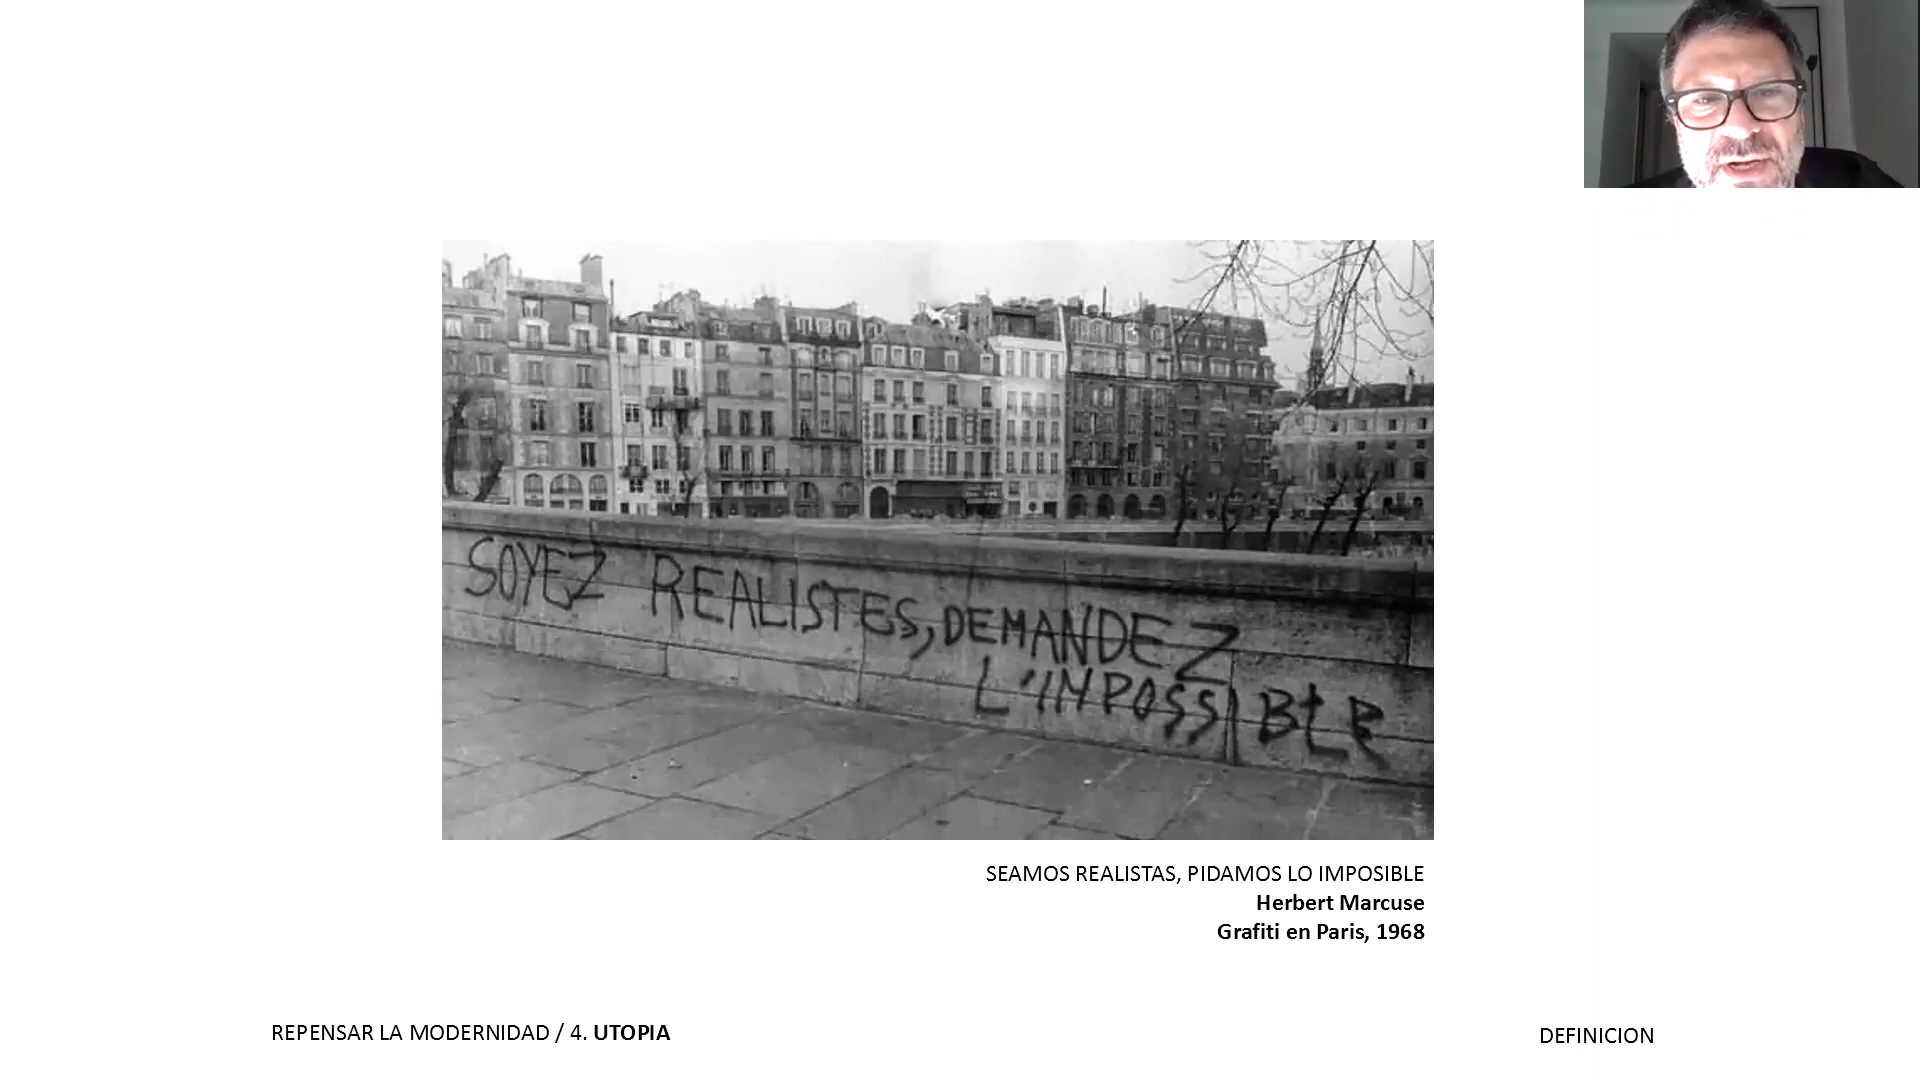 SOYEZ REALISTES, DEMANDEZ
L'IMPOSSIBLE
SEAMOS REALISTAS, PIDAMOS LO IMPOSIBLE
Herbert Marcuse
Grafiti en Paris, 1968
REPENSAR LA MODERNIDAD / 4. UTOPIA
DEFINICION